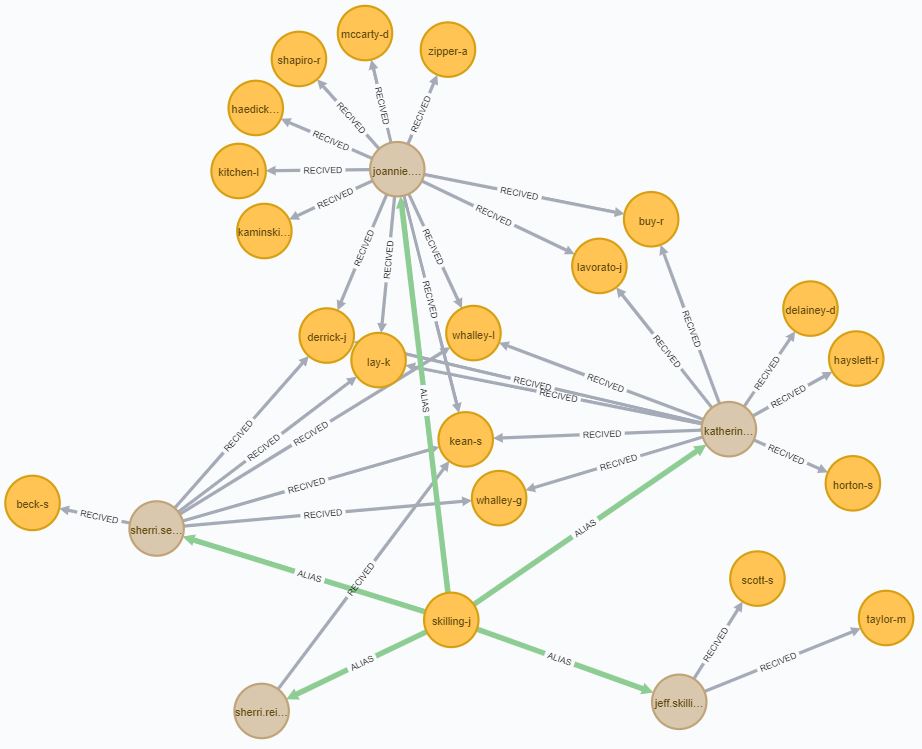 mccarty-d
shapiro-r
zipper-a
RECIVED
RECIVED
RECIVED
haedick...
RECIVED
kitchen-l
RECIVED
joannie....
RECIVED
RECIVED
kaminski...
RECIVED
buy-r
RECIVED
RECIVED
RECIVED
lavorato-j
RECIVED
delainey-d
RECIVED
RECIVED
derrick-j
whalley-l
RECIVED
hayslett-r
lay-k
RECIVED
RECIVED
RECIVED
RECIVED
RECIVED
ALIAS
RECIVED
RECIVED
RECIVED
kean-s
RECIVED
katherin...
RECIVED
RECIVED
RECIVED
horton-s
RECIVED
whalley-g
beck-s
RECIVED
RECIVED
sherri.se...
ALIAS
ALIAS
RECIVED
scott-s
skilling-j
taylor-m
RECIVED
ALIAS
ALIAS
RECIVED
sherri.rei...
jeff.skilli...